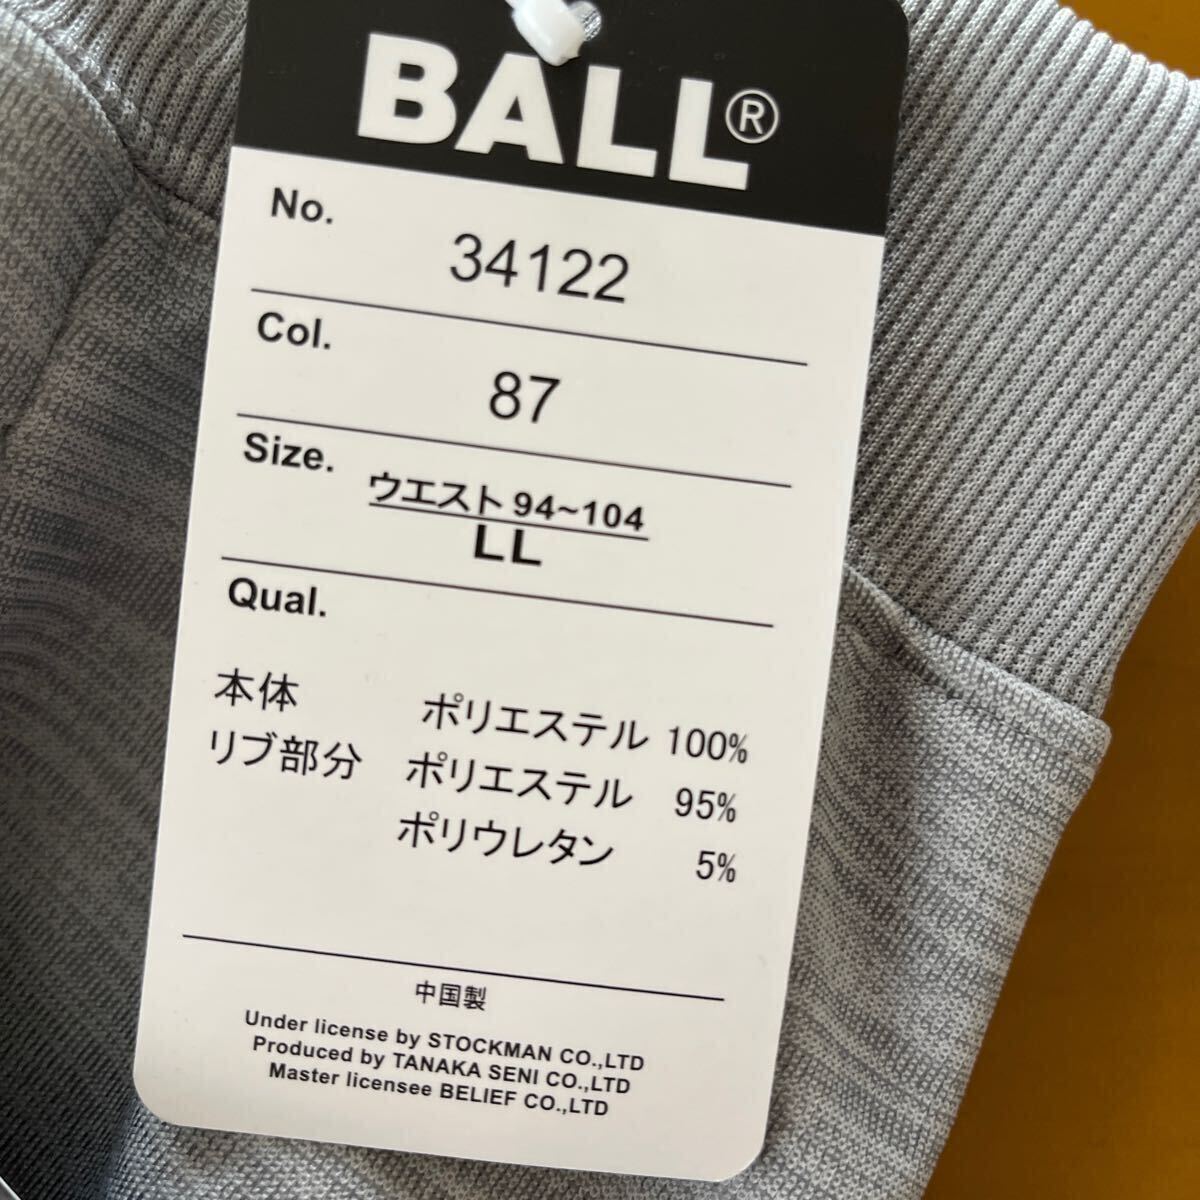 BALL®
No.
34122
Col.
87
Size.
ウエスト 94~104
LL
Qual.
本体 ポリエステル 100%
リブ部分 ポリエステル 95%
ポリウレタン 5%
中国製
Under license by STOCKMAN CO.,LTD
Produced by TANAKA SENI CO.,LTD
Master licensee BELIEF CO.,LTD